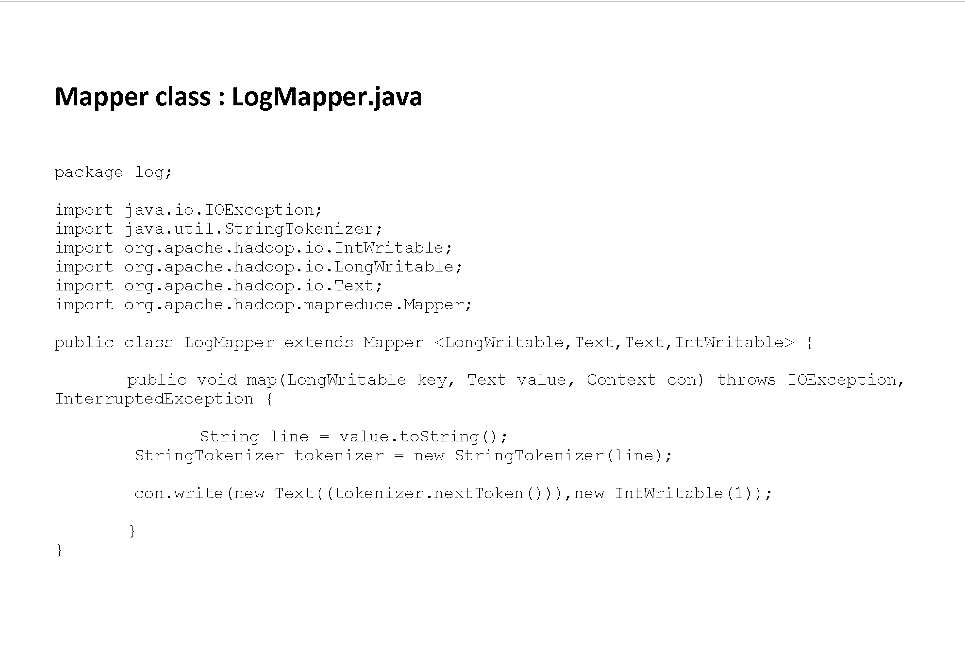 Mapper class : LogMapper.java
package log;
import java.io.IOException;
import java.util.StringTokenizer;
import org.apache.hadoop.io.IntWritable;
import org.apache.hadoop.io.LongWritable;
import org.apache.hadoop.io.Text;
import org.apache.hadoop.mapreduce.Mapper;
public class LogMapper extends Mapper <LongWritable,Text,Text,IntWritable> {
public void map(LongWritable key, Text value, Context con) throws IOException,
InterruptedException {
String line = value.toString();
StringTokenizer tokenizer = new StringTokenizer(line);
con.write(new Text((tokenizer.nextToken())),new IntWritable(1));
}
}